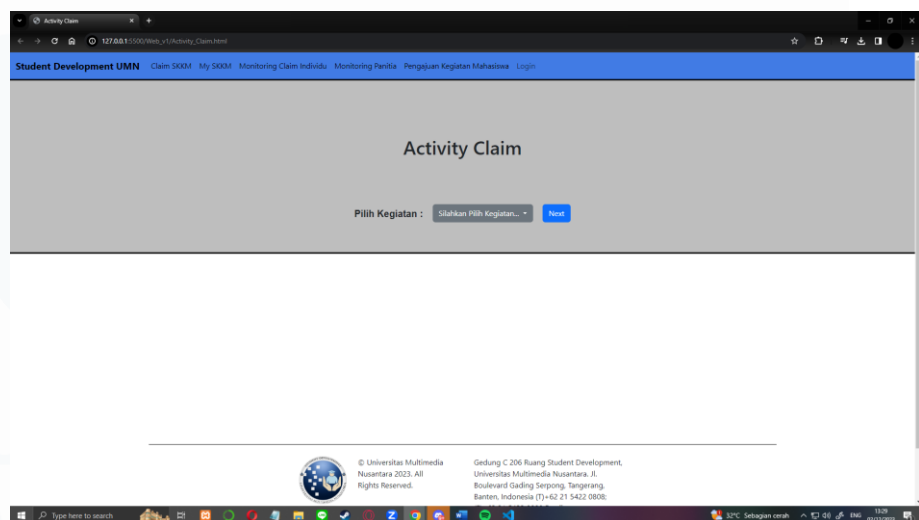 Activity Claim
127.0.0.1:5500/Web_v1/Activity_Claim.html
Student Development UMN Claim SKKM My SKKM Monitoring Claim Individu Monitoring Panitia Pengajuan Kegiatan Mahasiswa Login
Activity Claim
Pilih Kegiatan : Silahkan Pilih Kegiatan... Next
© Universitas Multimedia
Nusantara 2023. All
Rights Reserved.
Gedung C 206 Ruang Student Development,
Universitas Multimedia Nusantara. Jl.
Boulevard Gading Serpong, Tangerang,
Banten, Indonesia (T)+62 21 5422 0808;
Type here to search
32°C Sebagian cerah
ENG
13:29